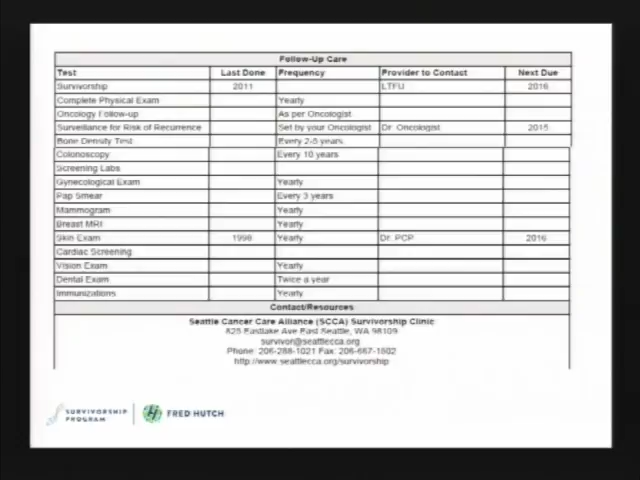 Follow-Up Care
Test Last Done Frequency Provider to Contact Next Due
Survivorship 2011 LTFU 2016
Complete Physical Exam Yearly
Oncology Follow-up As per Oncologist
Surveillance for Risk of Recurrence Set by your Oncologist Dr. Oncologist 2015
Bone Density Test Every 2-5 years
Colonoscopy Every 10 years
Screening Labs
Gynecological Exam Yearly
Pap Smear Every 3 years
Mammogram Yearly
Breast MRI Yearly
Skin Exam 1998 Yearly Dr. PCP 2016
Cardiac Screening
Vision Exam Yearly
Dental Exam Twice a year
Immunizations Yearly
Contact/Resources
Seattle Cancer Care Alliance (SCCA) Survivorship Clinic
825 Eastlake Ave East Seattle, WA 98109
survivor@seattlecca.org
Phone: 206-288-1021 Fax:
http://www.seattlecca.org/survivorship
SURVIVORSHIP
PROGRAM
FRED HUTCH